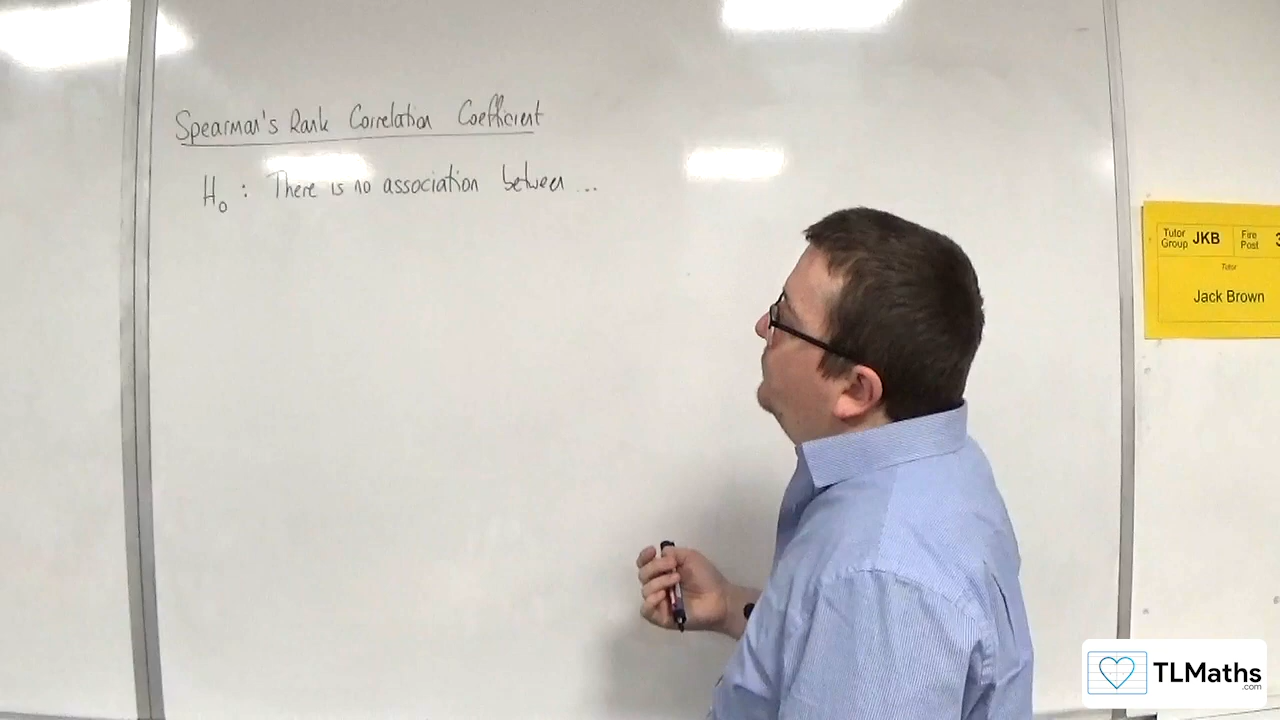 Spearman's Rank Correlation Coefficient
H₀ : There is no association between ...
Tutor Group JKB Fire Post 3
Tutor
Jack Brown
TLMaths
.com